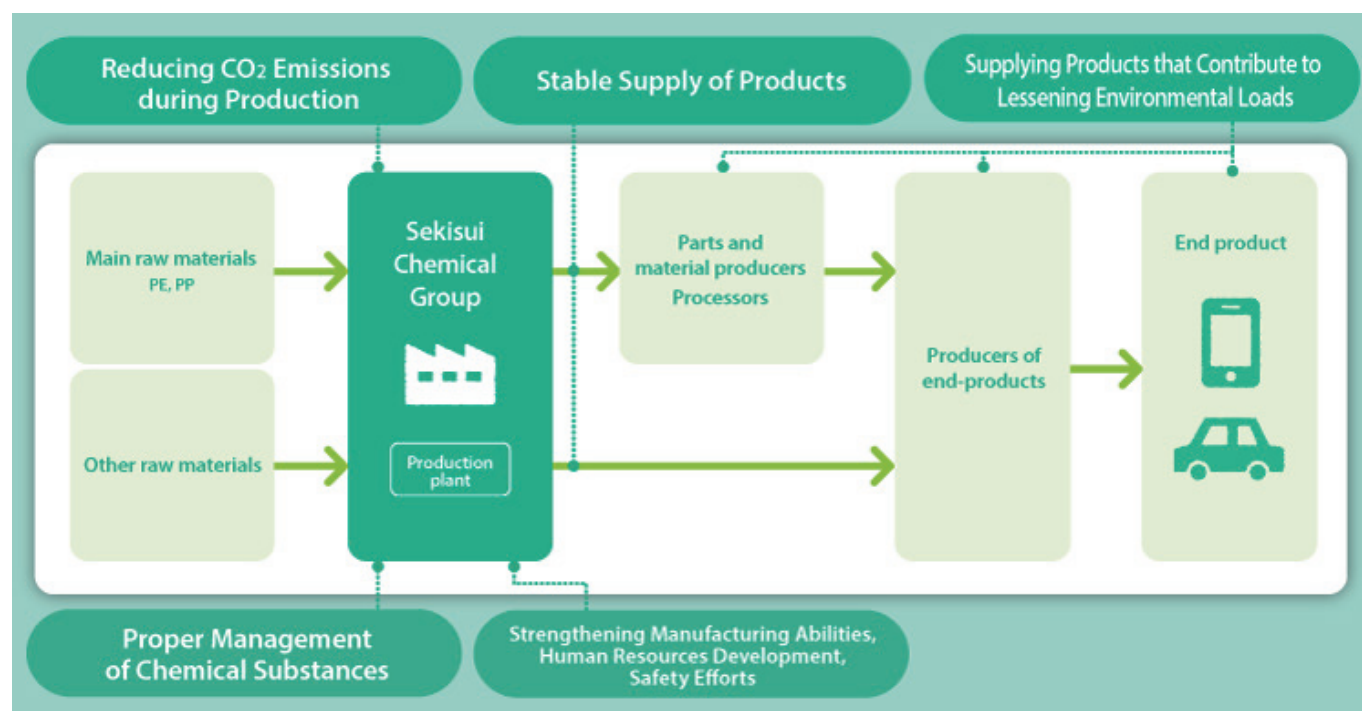 Reducing CO2 Emissions
during Production
Stable Supply of Products
Supplying Products that Contribute to
Lessening Environmental Loads
Main raw materials
PE, PP
Other raw materials
Sekisui
Chemical
Group
Production
plant
Parts and
material producers
Processors
Producers of
end-products
End product
Proper Management
of Chemical Substances
Strengthening Manufacturing Abilities,
Human Resources Development,
Safety Efforts